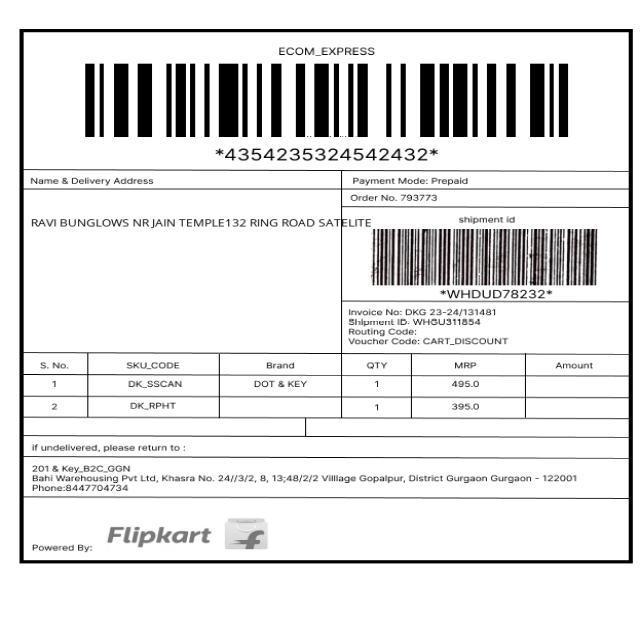 ECOM_EXPRESS
*4354235324542432*
Name & Delivery Address
Payment Mode: Prepaid
Order No. 793773
RAVI BUNGLOWS NR JAIN TEMPLE132 RING ROAD SATELITE
shipment id
*WHDUD78232*
Invoice No: DKG 23-24/131481
Shipment ID: WHGU311854
Routing Code:
Voucher Code: CART_DISCOUNT
S. No. SKU_CODE Brand QTY MRP Amount
1 DK_SSCAN DOT & KEY 1 495.0
2 DK_RPHT 1 395.0
if undelivered, please return to :
201 & Key_B2C_GGN
Bahi Warehousing Pvt Ltd, Khasra No. 24//3/2, 8, 13;48/2/2 Villlage Gopalpur, District Gurgaon Gurgaon - 122001
Phone:8447704734
Powered By: Flipkart